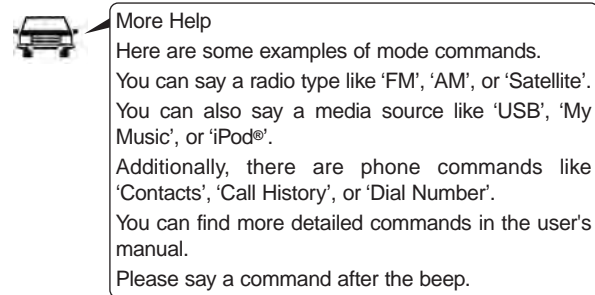 More Help
Here are some examples of mode commands.
You can say a radio type like ‘FM’, ‘AM’, or ‘Satellite’.
You can also say a media source like ‘USB’, ‘My
Music’, or ‘iPod®’.
Additionally, there are phone commands like
‘Contacts’, ‘Call History’, or ‘Dial Number’.
You can find more detailed commands in the user's
manual.
Please say a command after the beep.